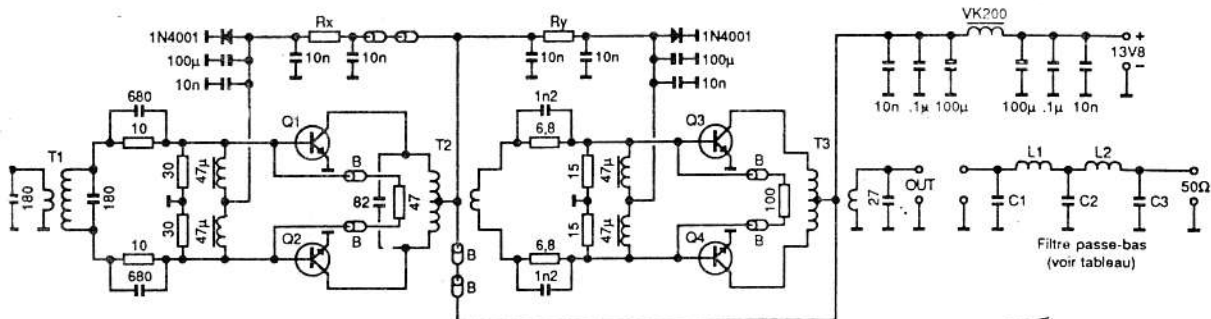 1N4001
100µ
10n
Rx
10n
10n
Ry
10n
10n
1N4001
100µ
10n
VK200
10n
.1µ
100µ
100µ
.1µ
10n
+
13V8
−
T1
180
180
680
10
30
47µ
30
47µ
10
680
Q1
B
82
47
B
Q2
T2
B
B
1n2
6,8
15
47µ
15
47µ
6,8
1n2
Q3
B
100
B
Q4
T3
27
OUT
L1
L2
C1
C2
C3
50Ω
Filtre passe-bas
(voir tableau)